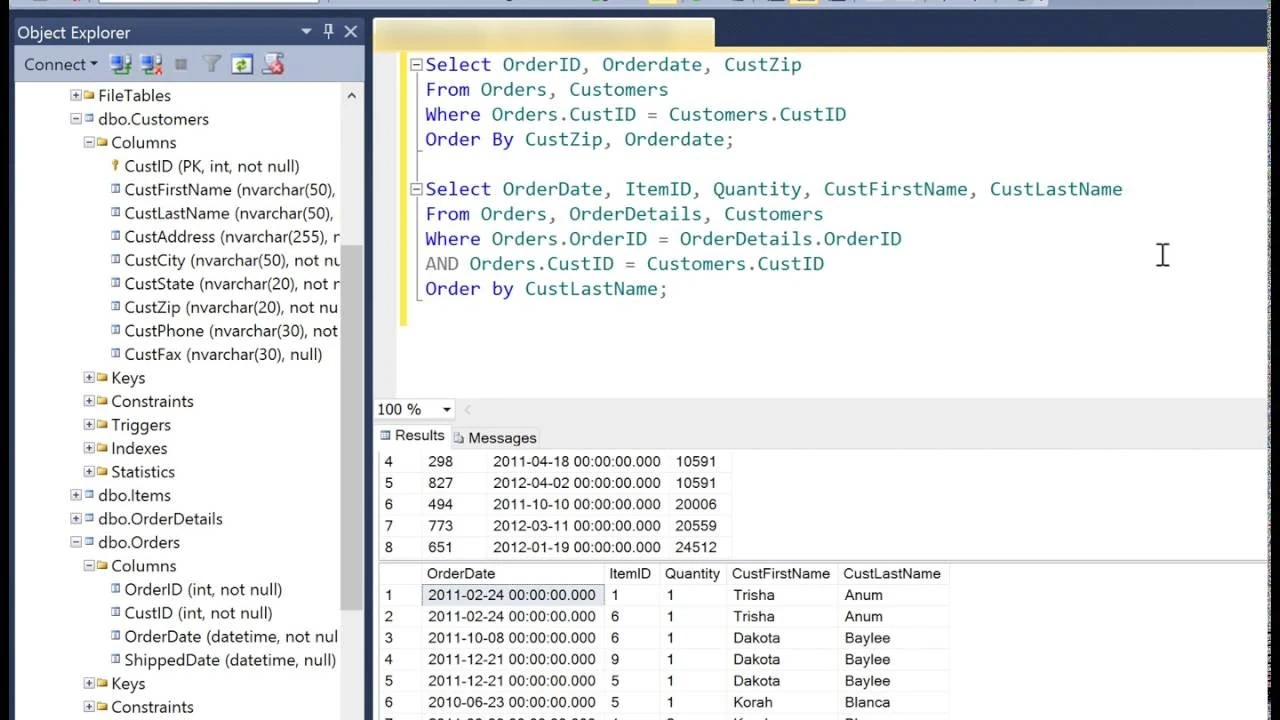 Object Explorer
Connect
FileTables
dbo.Customers
Columns
CustID (PK, int, not null)
CustFirstName (nvarchar(50),
CustLastName (nvarchar(50),
CustAddress (nvarchar(255), n
CustCity (nvarchar(50), not nu
CustState (nvarchar(20), not n
CustZip (nvarchar(20), not nu
CustPhone (nvarchar(30), not
CustFax (nvarchar(30), null)
Keys
Constraints
Triggers
Indexes
Statistics
dbo.Items
dbo.OrderDetails
dbo.Orders
Columns
OrderID (int, not null)
CustID (int, not null)
OrderDate (datetime, not nul
ShippedDate (datetime, null)
Keys
Constraints
Select OrderID, Orderdate, CustZip
From Orders, Customers
Where Orders.CustID = Customers.CustID
Order By CustZip, Orderdate;
Select OrderDate, ItemID, Quantity, CustFirstName, CustLastName
From Orders, OrderDetails, Customers
Where Orders.OrderID = OrderDetails.OrderID
AND Orders.CustID = Customers.CustID
Order by CustLastName;
100 %
Results Messages
4 298 2011-04-18 00:00:00.000 10591
5 827 2012-04-02 00:00:00.000 10591
6 494 2011-10-10 00:00:00.000 20006
7 773 2012-03-11 00:00:00.000 20559
8 651 2012-01-19 00:00:00.000 24512
OrderDate ItemID Quantity CustFirstName CustLastName
1 2011-02-24 00:00:00.000 1 1 Trisha Anum
2 2011-02-24 00:00:00.000 6 1 Trisha Anum
3 2011-10-08 00:00:00.000 6 1 Dakota Baylee
4 2011-12-21 00:00:00.000 9 1 Dakota Baylee
5 2011-12-21 00:00:00.000 5 1 Dakota Baylee
6 2010-06-23 00:00:00.000 5 1 Korah Blanca